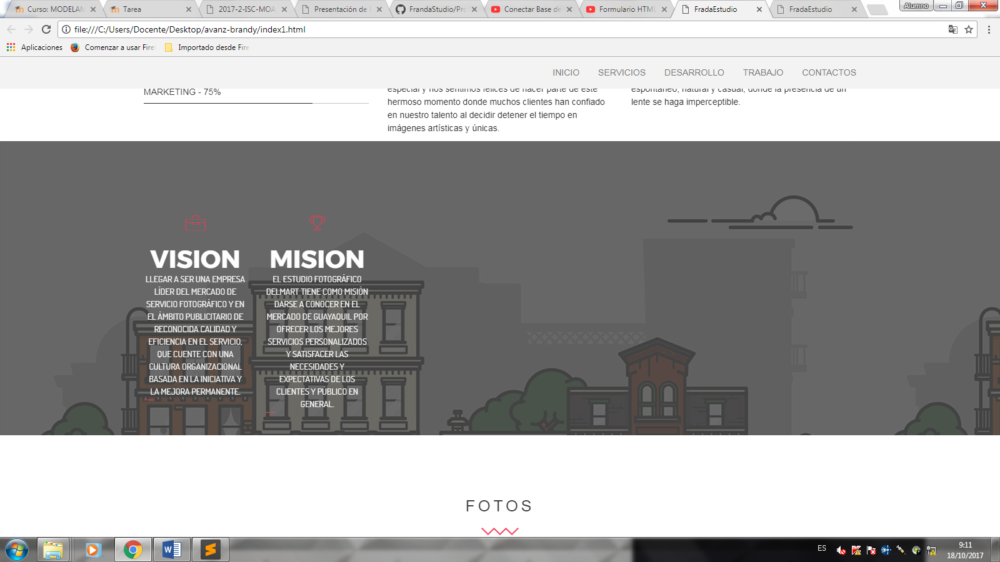 Curso: MODELAM
Tarea
2017-2-ISC-MOA
Presentación de
FrandaStudio/Pro
Conectar Base de
Formulario HTML
FradaEstudio
FradaEstudio
Alumno
file:///C:/Users/Docente/Desktop/avanz-brandy/index1.html
Aplicaciones
Comenzar a usar Fire
Importado desde Fire
INICIO
SERVICIOS
DESARROLLO
TRABAJO
CONTACTOS
MARKETING - 75%
especial y nos sentimos felices de hacer parte de este
hermoso momento donde muchos clientes han confiado
en nuestro talento al decidir detener el tiempo en
imágenes artísticas y únicas.
espontáneo, natural y casual, donde la presencia de un
lente se haga imperceptible.
VISION
LLEGAR A SER UNA EMPRESA
LÍDER DEL MERCADO DE
SERVICIO FOTOGRÁFICO Y EN
EL ÁMBITO PUBLICITARIO DE
RECONOCIDA CALIDAD Y
EFICIENCIA EN EL SERVICIO,
QUE CUENTE CON UNA
CULTURA ORGANIZACIONAL
BASADA EN LA INICIATIVA Y
LA MEJORA PERMANENTE.
MISION
EL ESTUDIO FOTOGRÁFICO
DELMART TIENE COMO MISIÓN
DARSE A CONOCER EN EL
MERCADO DE GUAYAQUIL POR
OFRECER LOS MEJORES
SERVICIOS PERSONALIZADOS
Y SATISFACER LAS
NECESIDADES Y
EXPECTATIVAS DE LOS
CLIENTES Y PÚBLICO EN
GENERAL.
FOTOS
ES
9:11
18/10/2017